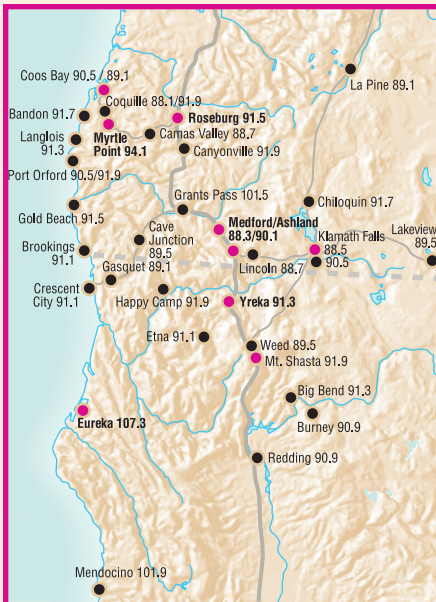 Coos Bay 90.5 / 89.1
La Pine 89.1
Coquille 88.1/91.9
Bandon 91.7
Roseburg 91.5
Langlois
91.3
Myrtle
Point 94.1
Camas Valley 88.7
Canyonville 91.9
Port Orford 90.5/91.9
Grants Pass 101.5
Chiloquin 91.7
Gold Beach 91.5
Medford/Ashland
88.3/90.1
Cave
Junction
89.5
Klamath Falls
88.5
90.5
Lakeview
89.5
Brookings
91.1
Lincoln 88.7
Gasquet 89.1
Crescent
City 91.1
Happy Camp 91.9
Yreka 91.3
Etna 91.1
Weed 89.5
Mt. Shasta 91.9
Big Bend 91.3
Eureka 107.3
Burney 90.9
Redding 90.9
Mendocino 101.9